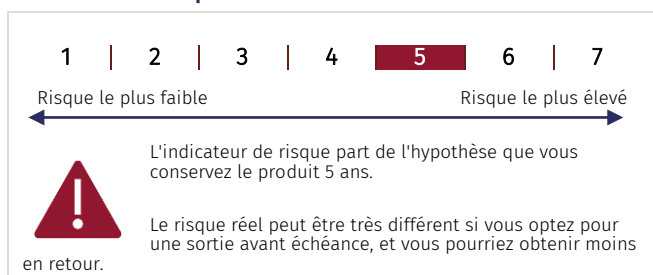 1 2 3 4 5 6 7
Risque le plus faible Risque le plus élevé
L'indicateur de risque part de l'hypothèse que vous
conservez le produit 5 ans.
Le risque réel peut être très différent si vous optez pour
une sortie avant échéance, et vous pourriez obtenir moins
en retour.